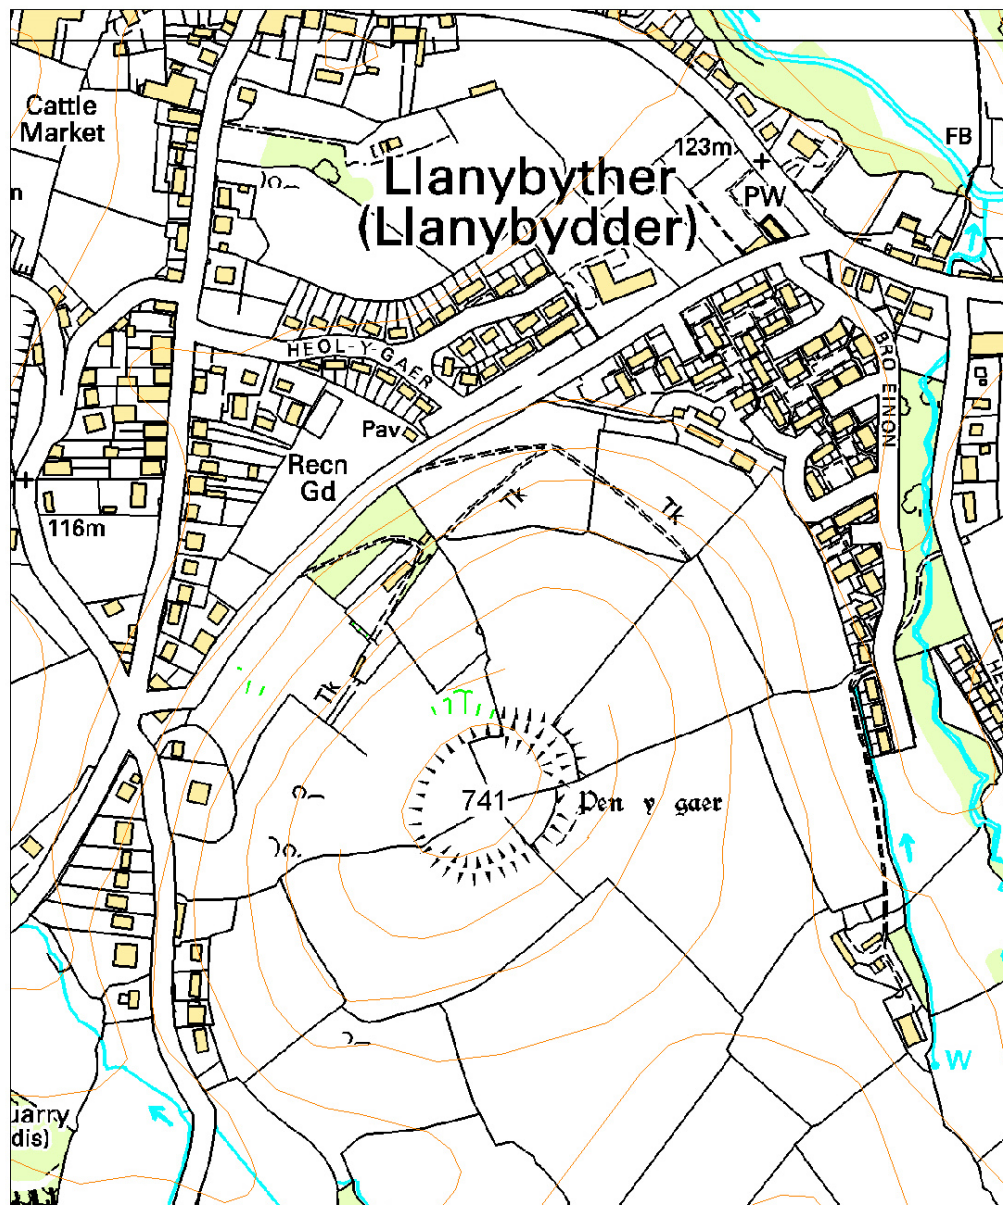 Cattle
Market
123m
FB
Llanybyther
(Llanybydder)
PW
n
HEOL-Y-GAER
BRO EINON
Pav
Recn
Gd
Tk
Tk
116m
Tk
741
Pen y gaer
W
uarry
dis)